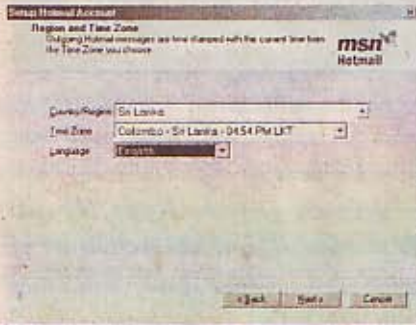 Setup Hotmail Account
Region and Time Zone
Outgoing Hotmail messages are time stamped with the current time from
the Time Zone you choose
msn
Hotmail
Country/Region Sri Lanka
Time Zone Colombo - Sri Lanka - 04:54 PM LKT
Language English
< Back Next > Cancel